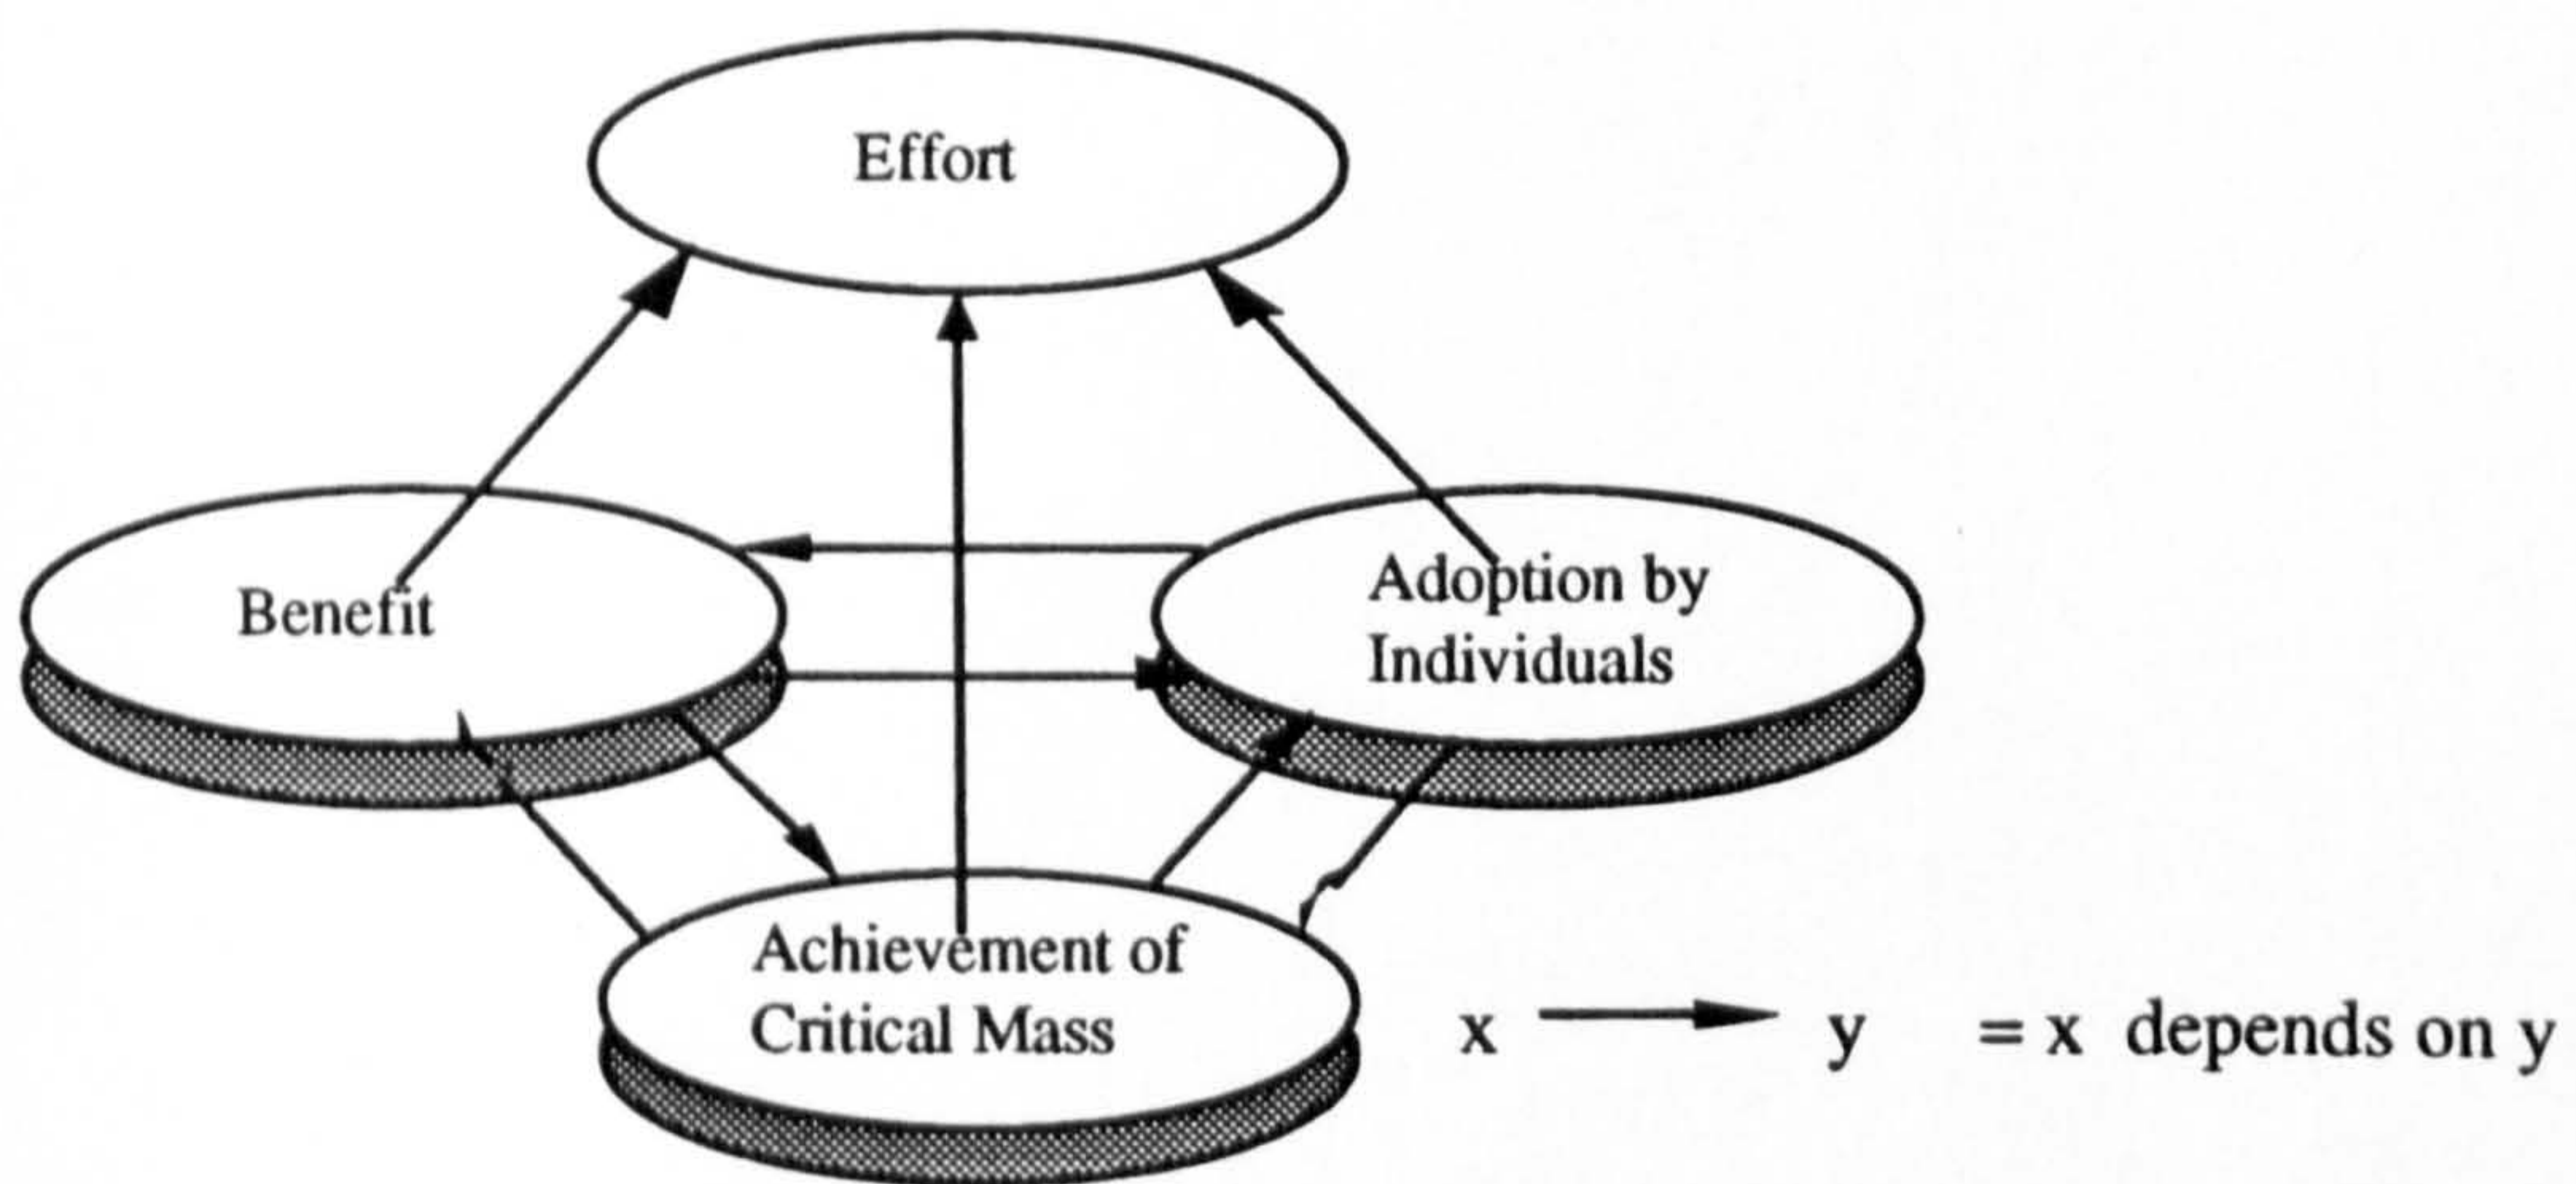 Effort
Benefit
Adoption by
Individuals
Achievement of
Critical Mass
x y = x depends on y